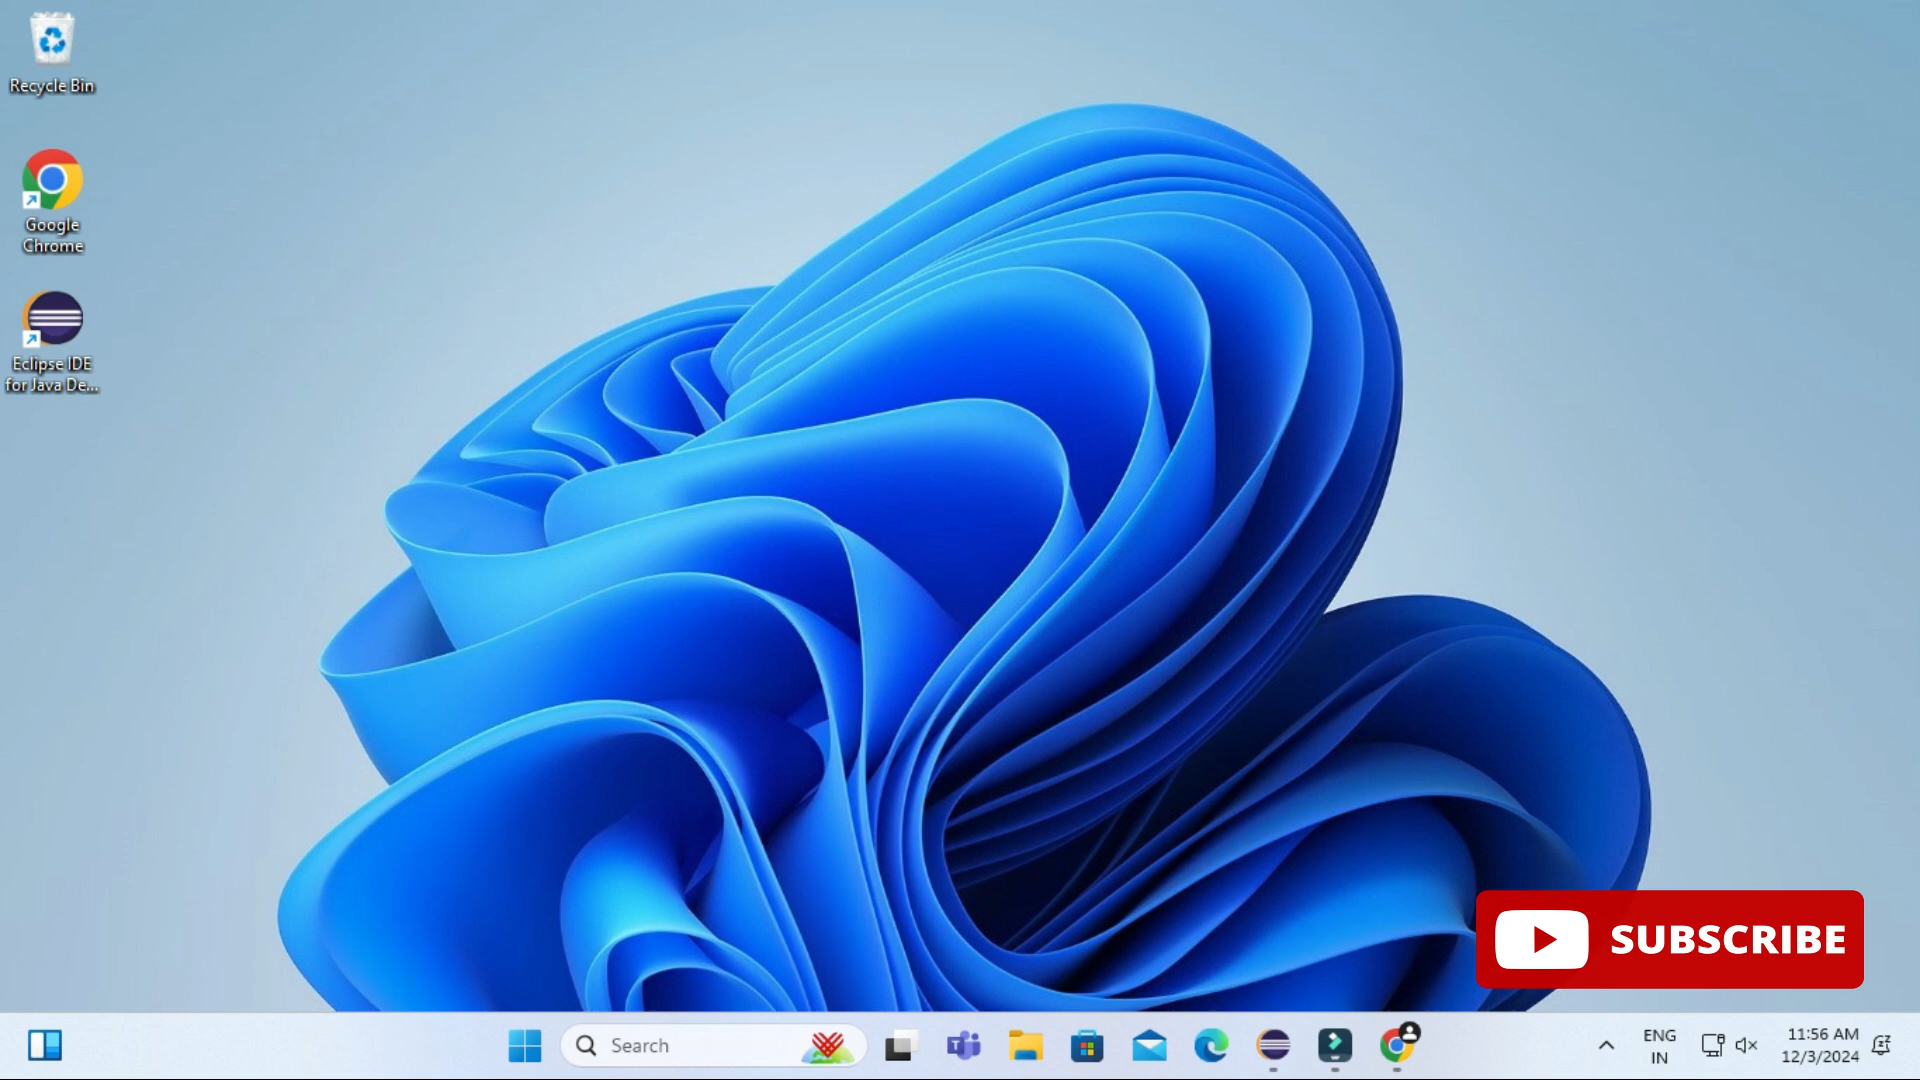 Recycle Bin
Google
Chrome
Eclipse IDE
for Java De...
SUBSCRIBE
Search
ENG
IN
11:56 AM
12/3/2024